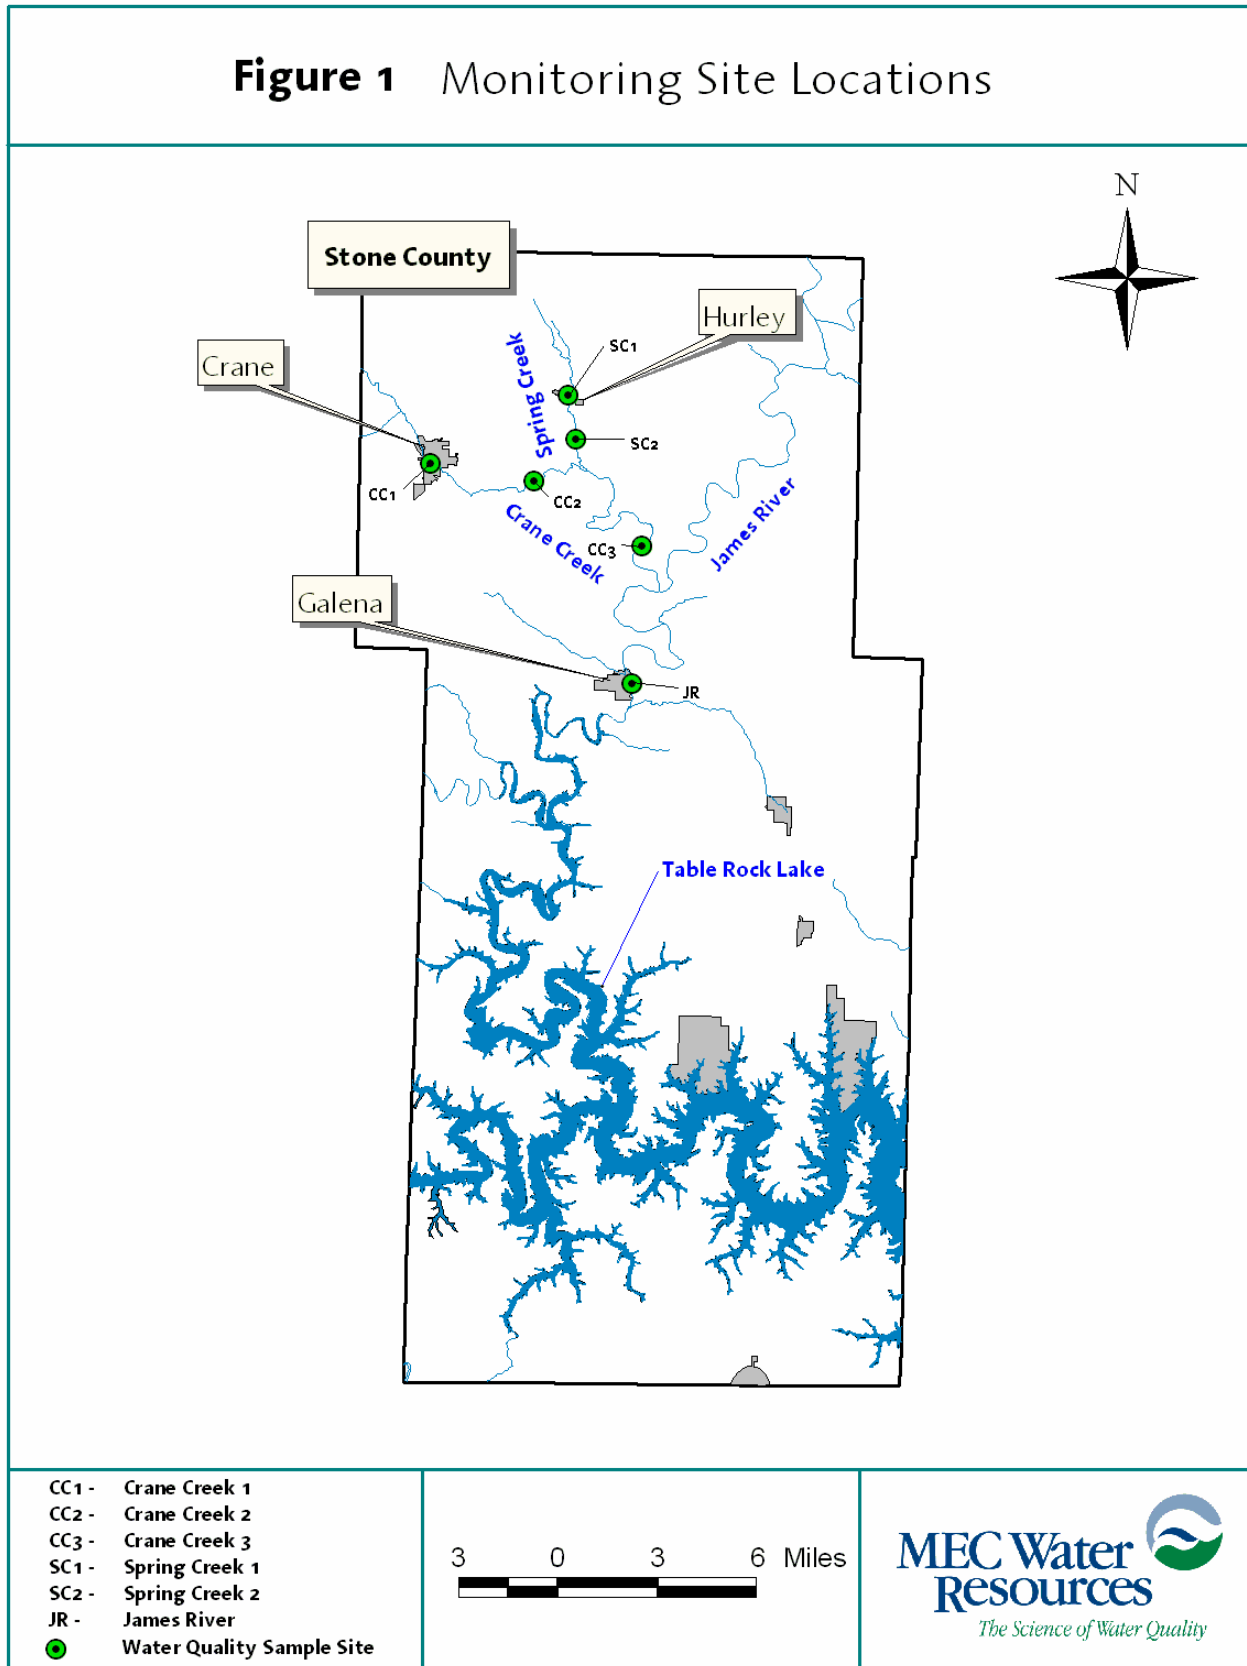 Figure 1 Monitoring Site Locations
N
Stone County
Hurley
Crane
SC1
Spring Creek
SC2
CC1
CC2
Crane Creek
CC3
James River
Galena
JR
Table Rock Lake
CC1 - Crane Creek 1
CC2 - Crane Creek 2
CC3 - Crane Creek 3
SC1 - Spring Creek 1
SC2 - Spring Creek 2
JR - James River
Water Quality Sample Site
3 0 3 6 Miles
MEC Water
Resources
The Science of Water Quality